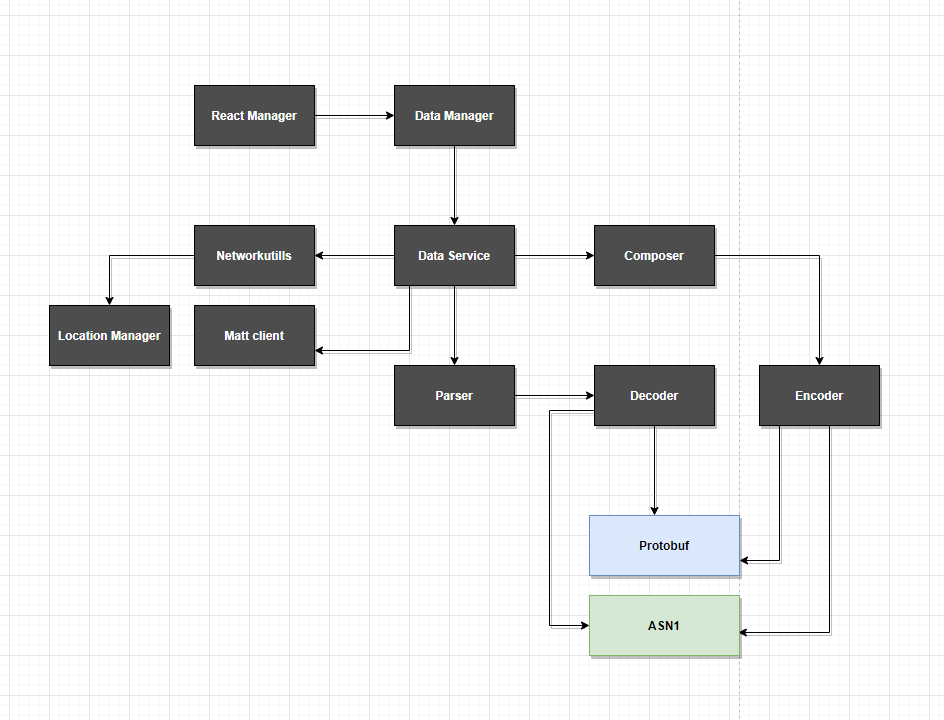 React Manager
Data Manager
Networkutills
Data Service
Composer
Location Manager
Matt client
Parser
Decoder
Encoder
Protobuf
ASN1